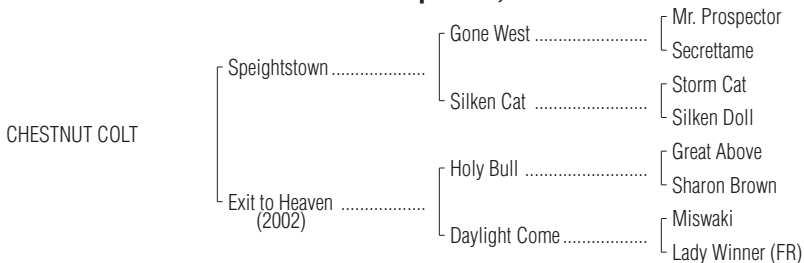 Mr. Prospector
Gone West ....................
Secrettame
Speightstown ....................
Storm Cat
Silken Cat ....................
Silken Doll
CHESTNUT COLT
Great Above
Holy Bull ....................
Sharon Brown
Exit to Heaven ....................
(2002)
Miswaki
Daylight Come ....................
Lady Winner (FR)